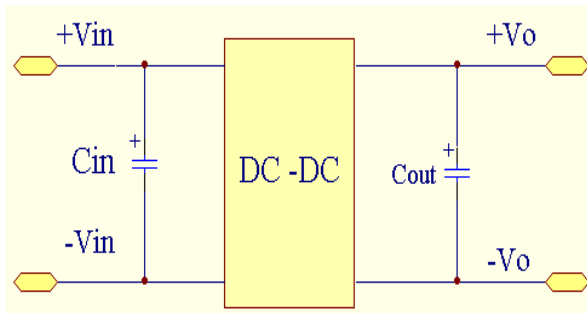 +Vin
+Vo
+
Cin
DC -DC
+
Cout
-Vin
-Vo